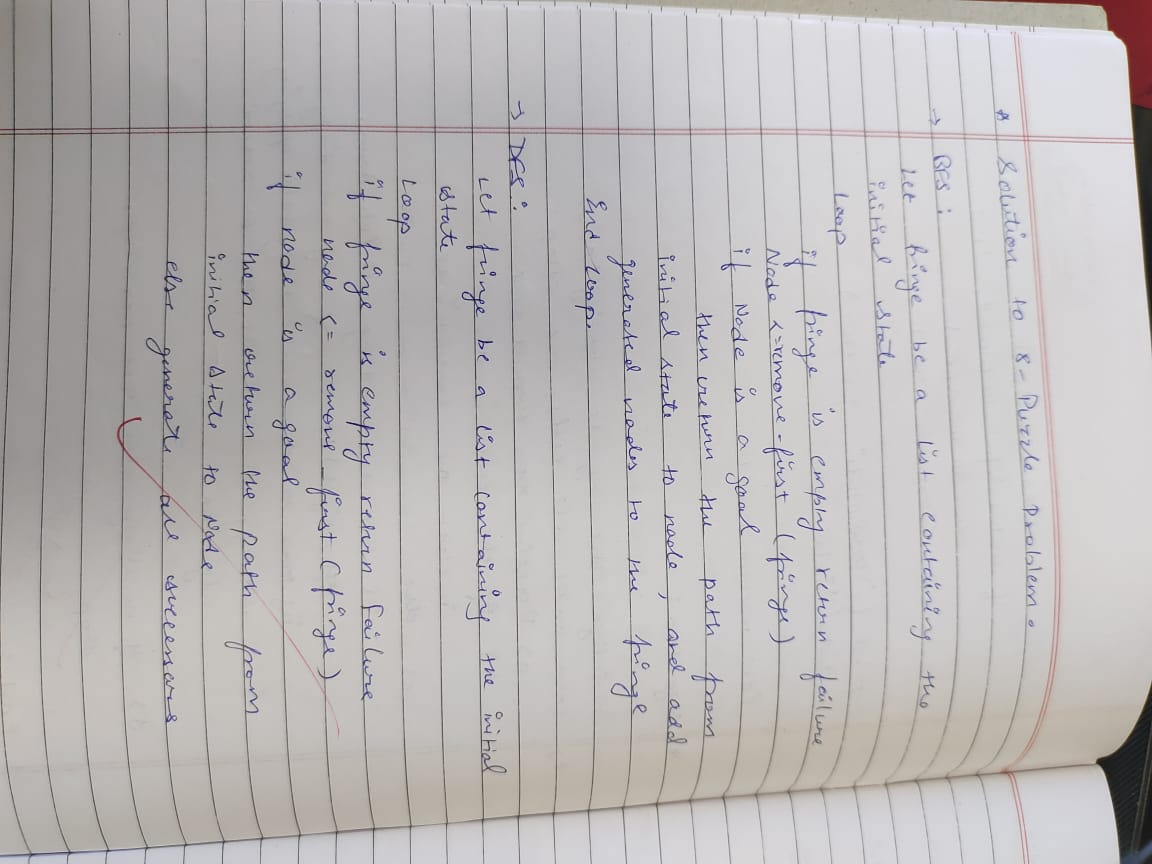 * Solution to 8-Puzzle Problem.
→ BFS:
Let fringe be a list containing the
initial state
Loop
if fringe is empty return failure
Node <= remove-first (fringe)
if Node is a goal
then return the path from
initial state to node, and add
generated nodes to the fringe
End Loop.
→ DFS:
Let fringe be a list containing the initial
state
Loop
if fringe is empty return failure
node <= remove-first (fringe)
if node is a goal
then return the path from
initial state to Node
else generate all successors